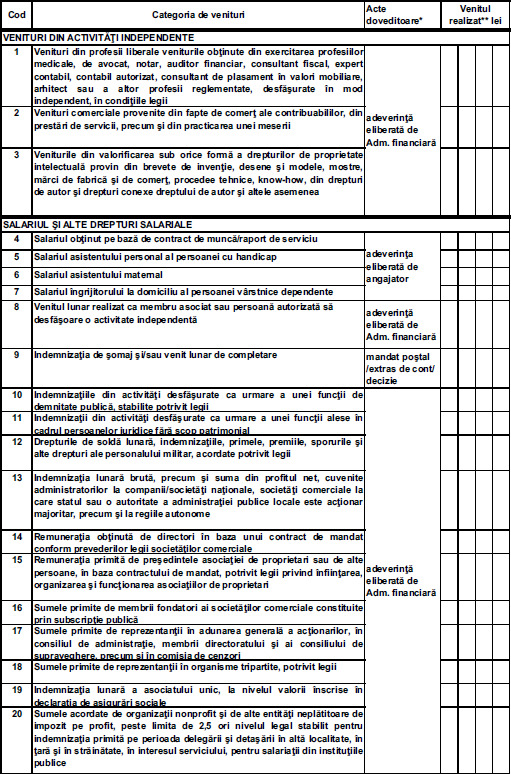 Cod Categoria de venituri Acte doveditoare* Venitul realizat** lei
VENITURI DIN ACTIVITĂŢI INDEPENDENTE
1 Venituri din profesii liberale veniturile obţinute din exercitarea profesiilor
medicale, de avocat, notar, auditor financiar, consultant fiscal, expert
contabil, contabil autorizat, consultant de plasament în valori mobiliare,
arhitect sau a altor profesii reglementate, desfăşurate în mod
independent, în condiţiile legii
2 Venituri comerciale provenite din fapte de comerţ ale contribuabililor, din
prestări de servicii, precum şi din practicarea unei meserii
adeverinţă
eliberată de
Adm. financiară
3 Veniturile din valorificarea sub orice formă a drepturilor de proprietate
intelectuală provin din brevete de invenţie, desene şi modele, mostre,
mărci de fabrică şi de comerţ, procedee tehnice, know-how, din drepturi
de autor şi drepturi conexe dreptului de autor şi altele asemenea
SALARIUL ŞI ALTE DREPTURI SALARIALE
4 Salariul obţinut pe bază de contract de muncă/raport de serviciu
5 Salariul asistentului personal al persoanei cu handicap
6 Salariul asistentului maternal
7 Salariul îngrijitorului la domiciliu al persoanei vârstnice dependente
adeverinţa
eliberată de
angajator
8 Venitul lunar realizat ca membru asociat sau persoană autorizată să
desfăşoare o activitate independentă
adeverinţă
eliberată de
Adm. financiară
9 Indemnizaţia de şomaj şi/sau venit lunar de completare
mandat poştal
/extras de cont/
decizie
10 Indemnizaţiile din activităţi desfăşurate ca urmare a unei funcţii de
demnitate publică, stabilite potrivit legii
11 Indemnizaţii din activităţi desfăşurate ca urmare a unei funcţii alese în
cadrul persoanelor juridice fără scop patrimonial
12 Drepturile de soldă lunară, indemnizaţiile, primele, premiile, sporurile şi
alte drepturi ale personalului militar, acordate potrivit legii
13 Indemnizaţia lunară brută, precum şi suma din profitul net, cuvenite
administratorilor la companii/societăţi naţionale, societăţi comerciale la
care statul sau o autoritate a administraţiei publice locale este acţionar
majoritar, precum şi la regiile autonome
14 Remuneraţia obţinută de directori în baza unui contract de mandat
conform prevederilor legii societăţilor comerciale
15 Remuneraţia primită de preşedintele asociaţiei de proprietari sau de alte
persoane, în baza contractului de mandat, potrivit legii privind înfiinţarea,
organizarea şi funcţionarea asociaţiilor de proprietari
adeverinţă
eliberată de
Adm. financiară
16 Sumele primite de membrii fondatori ai societăţilor comerciale constituite
prin subscripţie publică
17 Sumele primite de reprezentanţii în adunarea generală a acţionarilor, în
consiliul de administraţie, membrii directoratului şi ai consiliului de
supraveghere, precum şi în comisia de cenzori
18 Sumele primite de reprezentanţii în organisme tripartite, potrivit legii
19 Indemnizaţia lunară a asociatului unic, la nivelul valorii înscrise în
declaraţia de asigurări sociale
20 Sumele acordate de organizaţii nonprofit şi de alte entităţi neplătitoare de
impozit pe profit, peste limita de 2,5 ori nivelul legal stabilit pentru
indemnizaţia primită pe perioada delegării şi detaşării în altă localitate, în
ţară şi în străinătate, în interesul serviciului, pentru salariaţii din instituţiile
publice